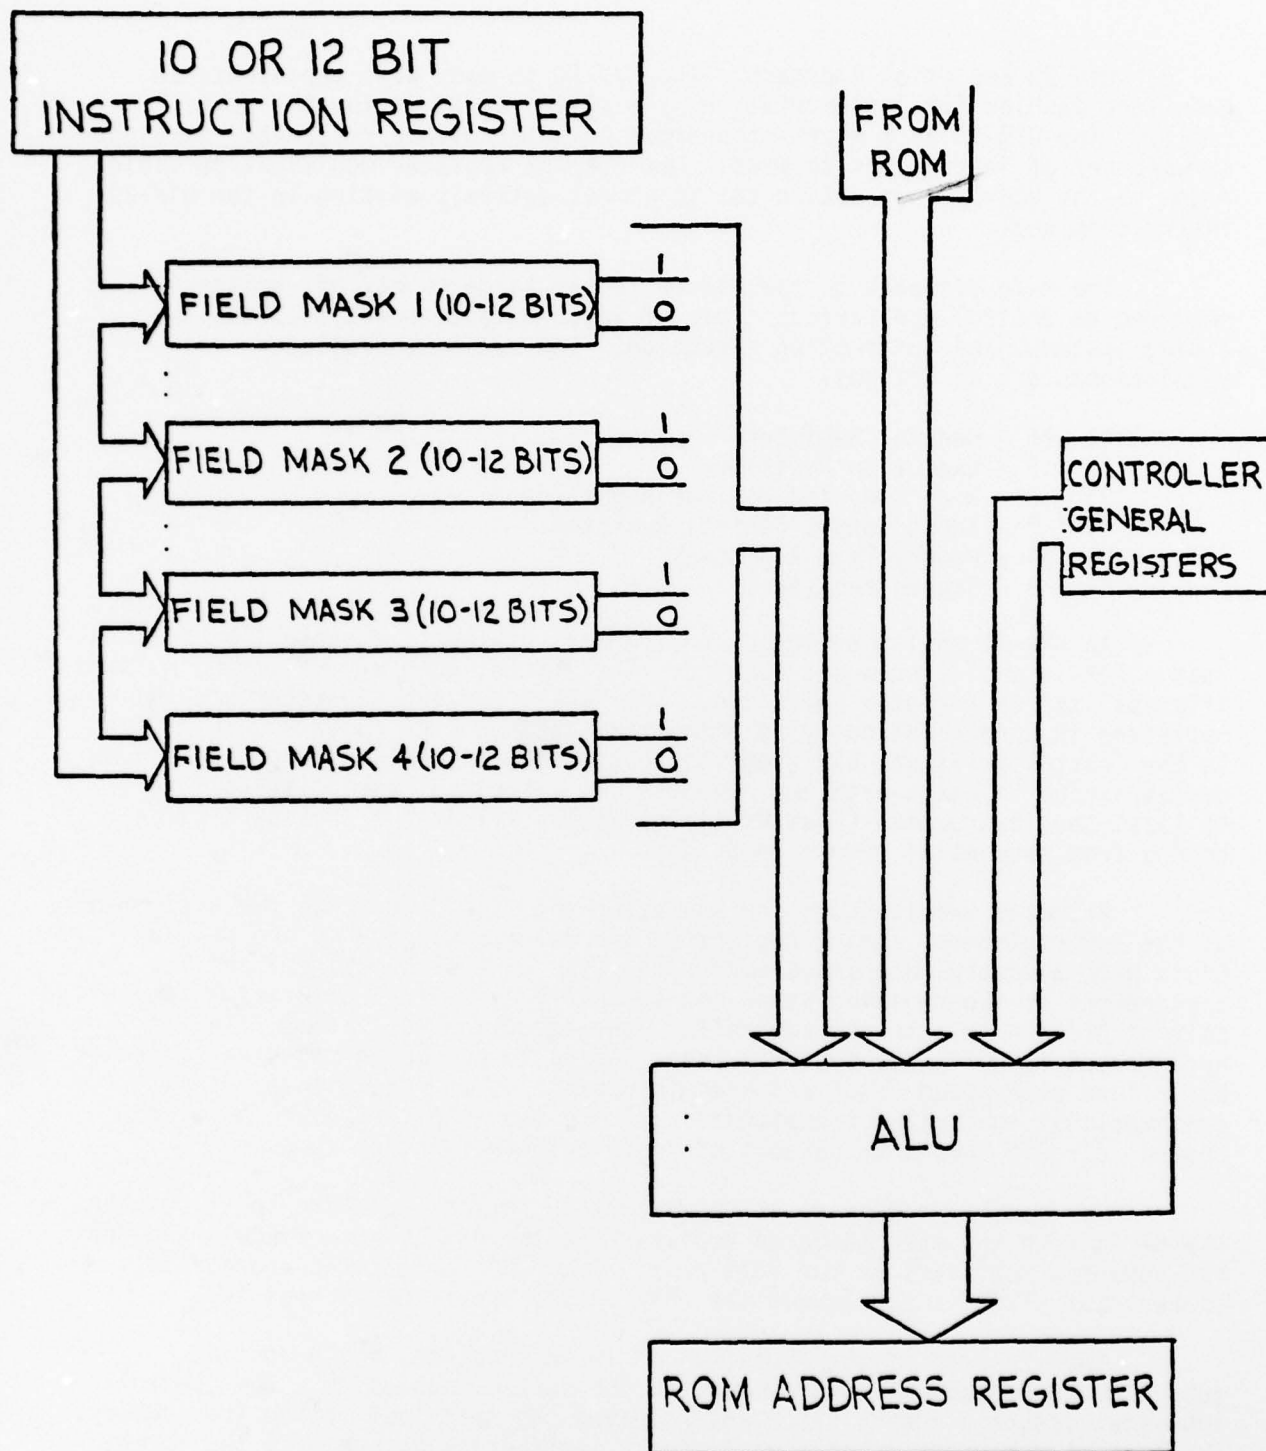 10 OR 12 BIT
INSTRUCTION REGISTER
FROM
ROM
1
FIELD MASK 1 (10-12 BITS)
0
1
FIELD MASK 2 (10-12 BITS)
0
CONTROLLER
GENERAL
REGISTERS
1
FIELD MASK 3 (10-12 BITS)
0
1
FIELD MASK 4 (10-12 BITS)
0
ALU
ROM ADDRESS REGISTER